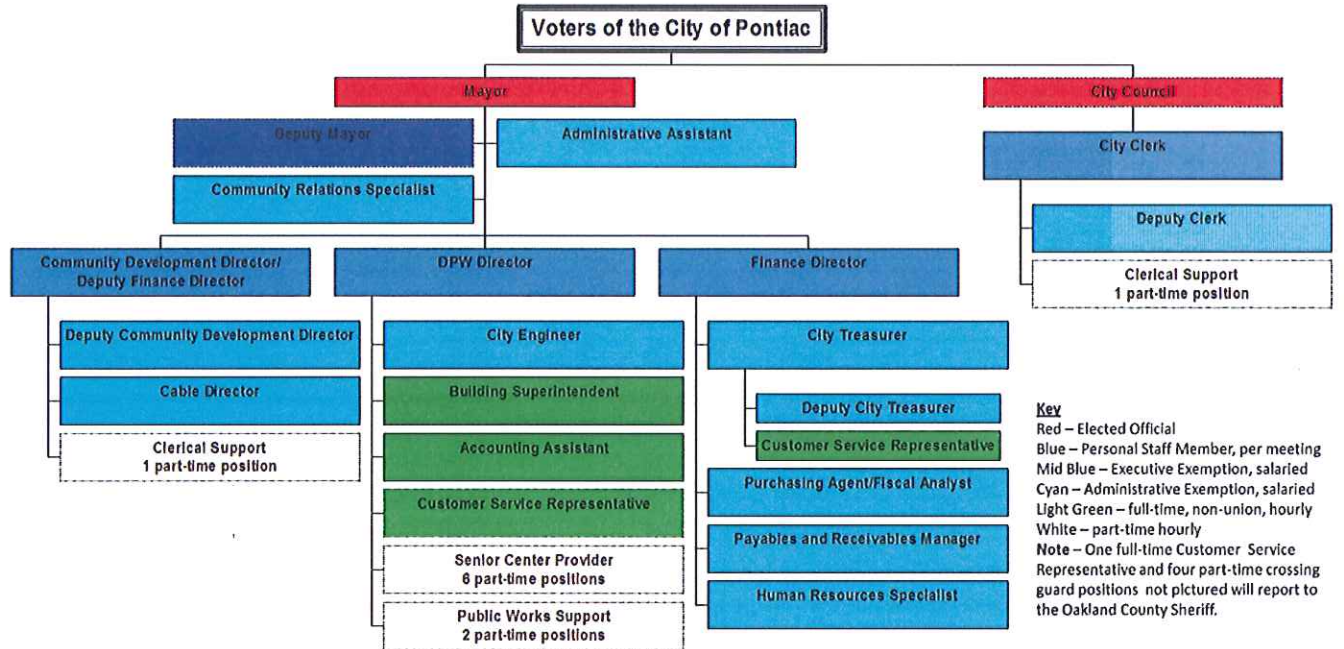 Voters of the City of Pontiac
Mayor
City Council
Deputy Mayor
Administrative Assistant
City Clerk
Community Relations Specialist
Deputy Clerk
Clerical Support
1 part-time position
Community Development Director/
Deputy Finance Director
DPW Director
Finance Director
Deputy Community Development Director
Cable Director
Clerical Support
1 part-time position
City Engineer
Building Superintendent
Accounting Assistant
Customer Service Representative
Senior Center Provider
6 part-time positions
Public Works Support
2 part-time positions
City Treasurer
Deputy City Treasurer
Customer Service Representative
Purchasing Agent/Fiscal Analyst
Payables and Receivables Manager
Human Resources Specialist
Key
Red – Elected Official
Blue – Personal Staff Member, per meeting
Mid Blue – Executive Exemption, salaried
Cyan – Administrative Exemption, salaried
Light Green – full-time, non-union, hourly
White – part-time hourly
Note – One full-time Customer Service
Representative and four part-time crossing
guard positions not pictured will report to
the Oakland County Sheriff.